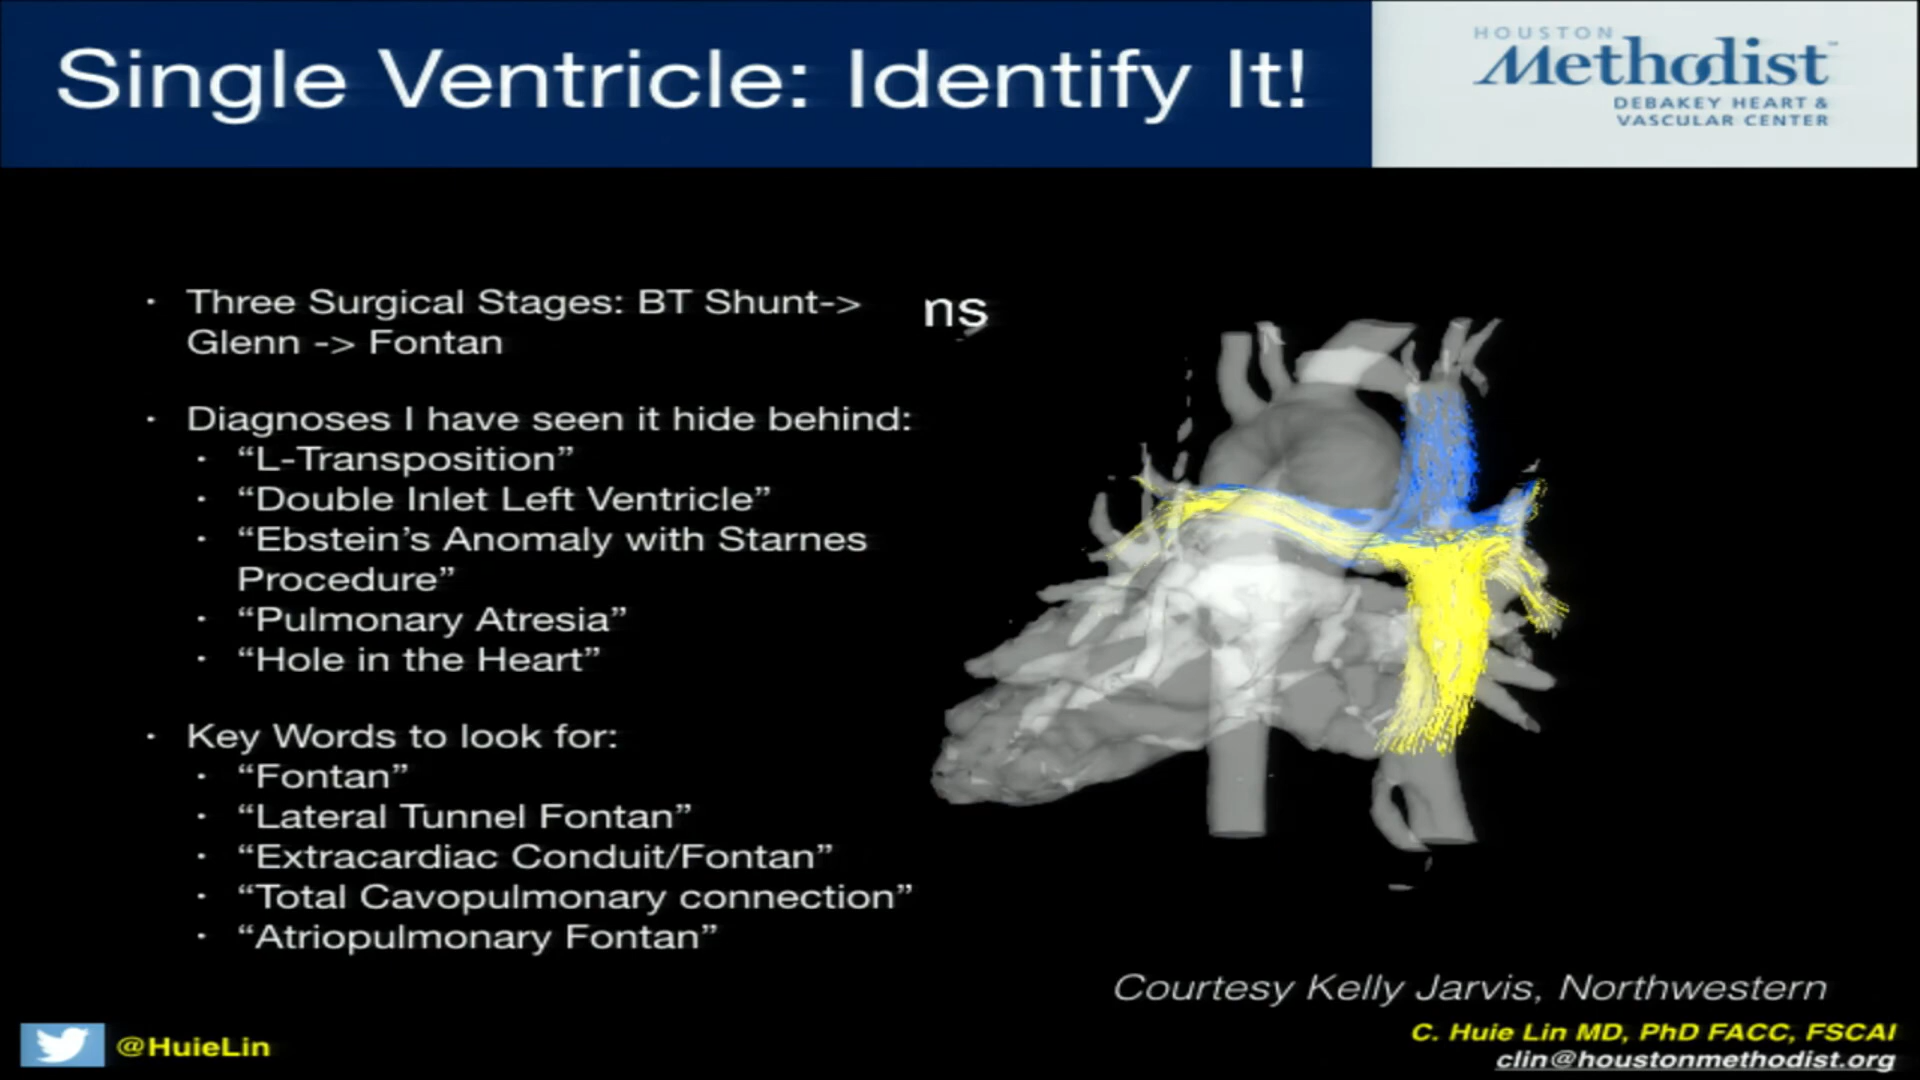 Single Ventricle: Identify It!
HOUSTON
Methodist
DEBAKEY HEART &
VASCULAR CENTER
· Three Surgical Stages: BT Shunt->
Glenn -> Fontan
ns
· Diagnoses I have seen it hide behind:
· “L-Transposition”
· “Double Inlet Left Ventricle”
· “Ebstein’s Anomaly with Starnes
Procedure”
· “Pulmonary Atresia”
· “Hole in the Heart”
· Key Words to look for:
· “Fontan”
· “Lateral Tunnel Fontan”
· “Extracardiac Conduit/Fontan”
· “Total Cavopulmonary connection”
· “Atriopulmonary Fontan”
Courtesy Kelly Jarvis, Northwestern
@HuieLin
C. Huie Lin MD, PhD FACC, FSCAI
clin@houstonmethodist.org